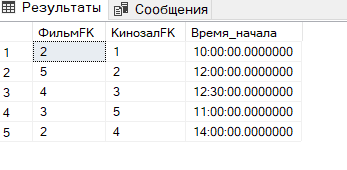 Результаты Сообщения
ФильмFK КинозалFK Время_начала
1 2 1 10:00:00.0000000
2 5 2 12:00:00.0000000
3 4 3 12:30:00.0000000
4 3 5 11:00:00.0000000
5 2 4 14:00:00.0000000